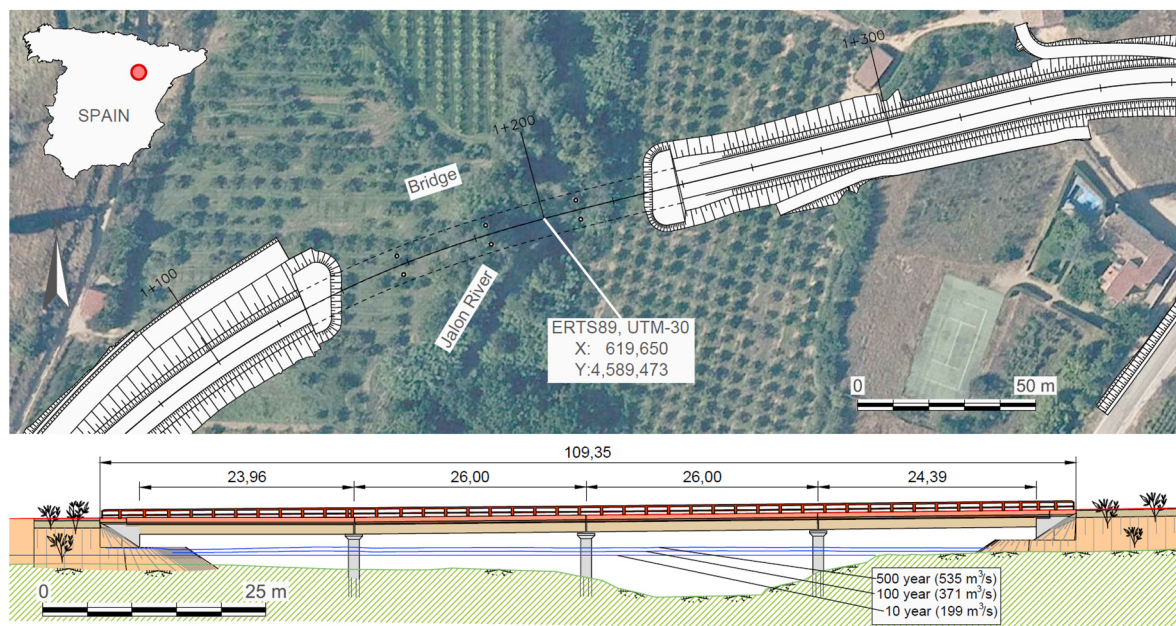 SPAIN
1+300
1+200
Bridge
1+100
Jalon River
ERTS89, UTM-30
X: 619,650
Y:4,589,473
0 50 m
109,35
23,96 26,00 26,00 24,39
500 year (535 m³/s)
100 year (371 m³/s)
10 year (199 m³/s)
0 25 m